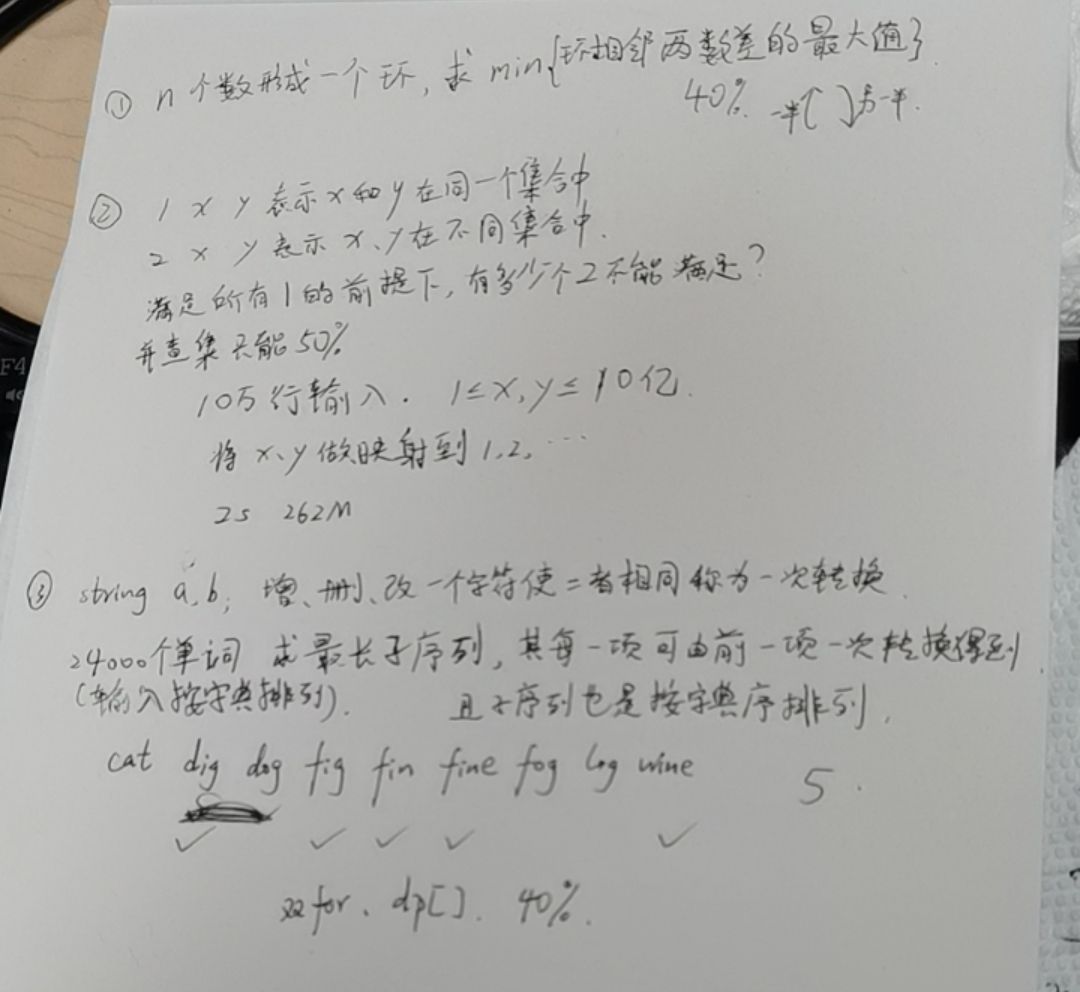 ① n个数形成一个环,求min{环相邻两数差的最大值}.
40%. 一半[ ]另一半.
② 1 x y 表示x和y在同一个集合中
2 x y 表示x、y在不同集合中.
满足所有1的前提下,有多少个2不能满足?
并查集只能50%
10万行输入. 1≤x,y≤10亿.
将x、y做映射到1,2,…
2s 262M
③ string a,b; 增、删、改一个字符使二者相同称为一次转换.
24000个单词 求最长子序列,其每一项可由前一项一次转换得到
(输入按字典排列). 且子序列也是按字典序排列.
cat dig dog fig fin fine fog log wine 5.
双for、dp[]. 40%.
F4